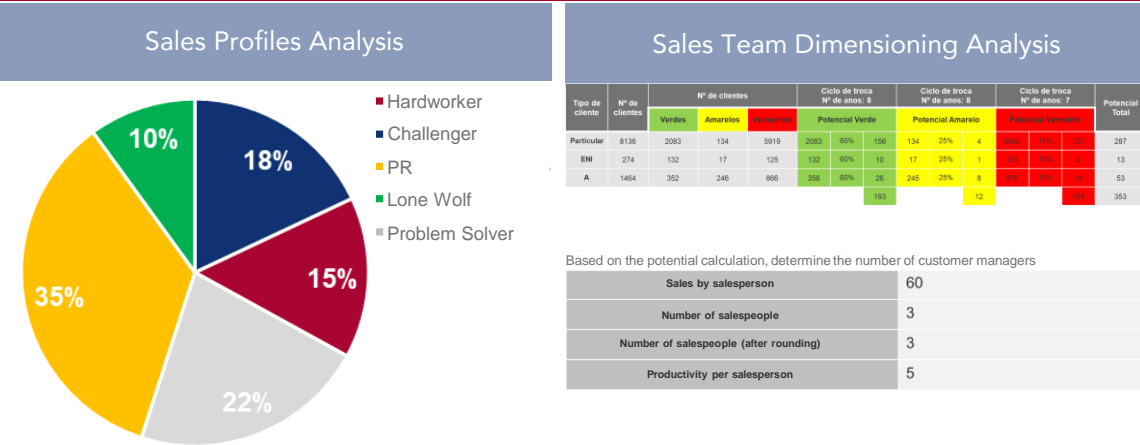 Sales Profiles Analysis
Hardworker
Challenger
PR
Lone Wolf
Problem Solver
10%
18%
15%
35%
22%
Sales Team Dimensioning Analysis
Tipo de cliente
Nº de clientes
Nº de clientes
Ciclo de troca
Nº de anos: 8
Ciclo de troca
Nº de anos: 8
Ciclo de troca
Nº de anos: 7
Potencial Total
Verdes Amarelos Vermelhos Potencial Verde Potencial Amarelo Potencial Vermelho
Particular 8136 2083 134 5919 2083 60% 156 134 25% 4 15% 127 287
ENI 274 132 17 125 132 60% 10 17 25% 1 125 15% 13
A 1464 352 246 866 356 60% 26 245 25% 8 15% 53
193 12 353
Based on the potential calculation, determine the number of customer managers
Sales by salesperson 60
Number of salespeople 3
Number of salespeople (after rounding) 3
Productivity per salesperson 5